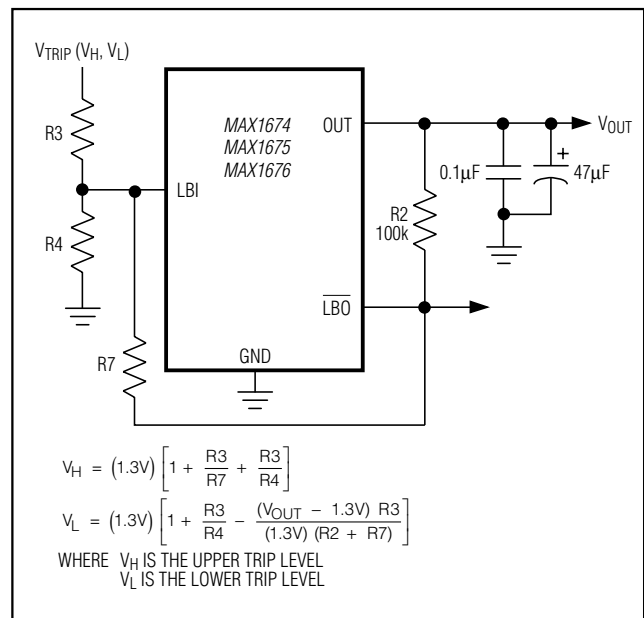 V_TRIP (V_H, V_L)
R3
R4
R7
LBI
MAX1674
MAX1675
MAX1676
OUT
V_OUT
0.1µF
+
47µF
R2
100k
L̅B̅O̅
GND
V_H = (1.3V) [1 + R3/R7 + R3/R4]
V_L = (1.3V) [1 + R3/R4 - (V_OUT - 1.3V) R3/(1.3V) (R2 + R7)]
WHERE V_H IS THE UPPER TRIP LEVEL
V_L IS THE LOWER TRIP LEVEL